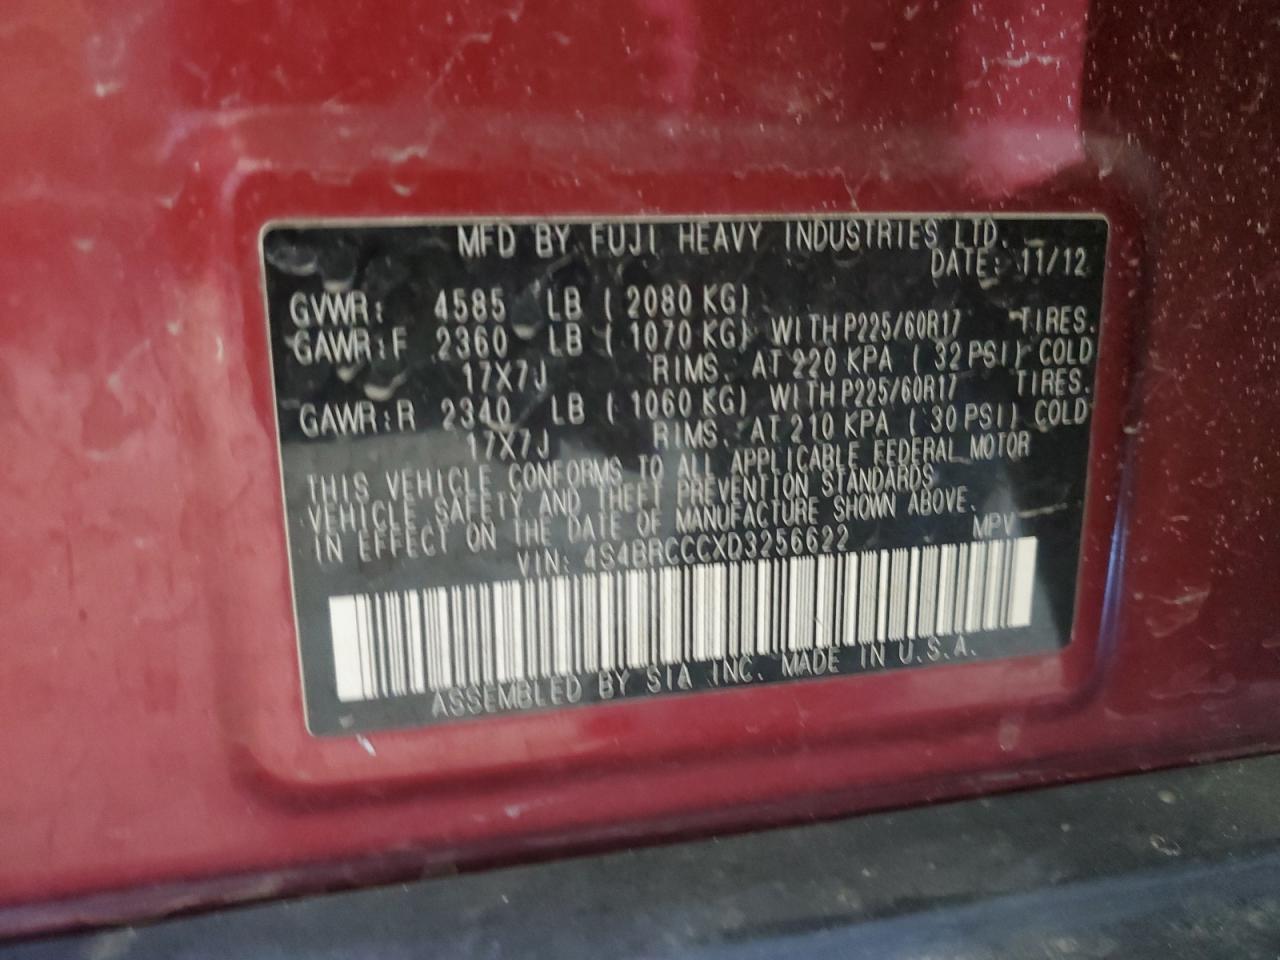 MFD BY FUJI HEAVY INDUSTRIES LTD.
DATE: 11/12
GVWR: 4585 LB ( 2080 KG)
GAWR:F 2360 LB ( 1070 KG) WITH P225/60R17 TIRES.
17X7J RIMS. AT 220 KPA ( 32 PSI) COLD
GAWR:R 2340 LB ( 1060 KG) WITH P225/60R17 TIRES.
17X7J RIMS. AT 210 KPA ( 30 PSI) COLD
THIS VEHICLE CONFORMS TO ALL APPLICABLE FEDERAL MOTOR
VEHICLE SAFETY AND THEFT PREVENTION STANDARDS
IN EFFECT ON THE DATE OF MANUFACTURE SHOWN ABOVE.
VIN: 4S4BRCCCXD3256622 MPV
ASSEMBLED BY SIA INC. MADE IN U.S.A.